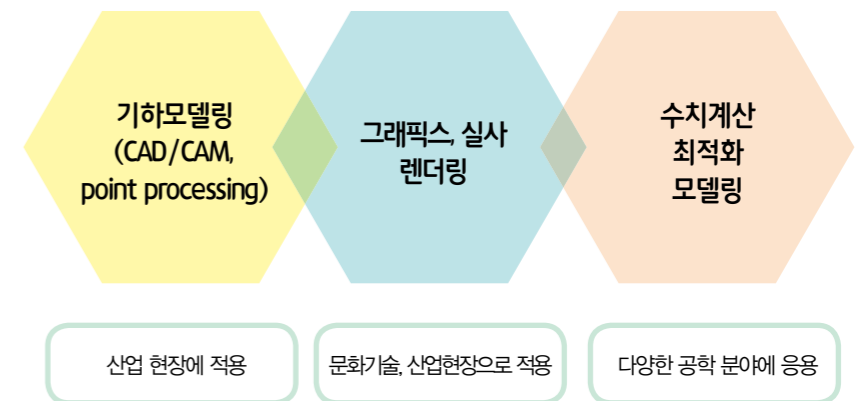 기하모델링
(CAD/CAM,
point processing)
그래픽스, 실사
렌더링
수치계산
최적화
모델링
산업 현장에 적용
문화기술, 산업현장으로 적용
다양한 공학 분야에 응용